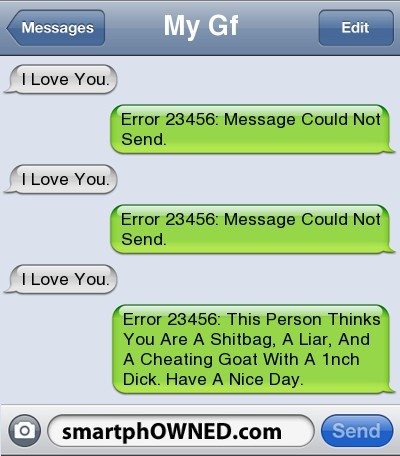 Messages
My Gf
Edit
I Love You.
Error 23456: Message Could Not
Send.
I Love You.
Error 23456: Message Could Not
Send.
I Love You.
Error 23456: This Person Thinks
You Are A Shitbag, A Liar, And
A Cheating Goat With A 1nch
Dick. Have A Nice Day.
smartphOWNED.com
Send